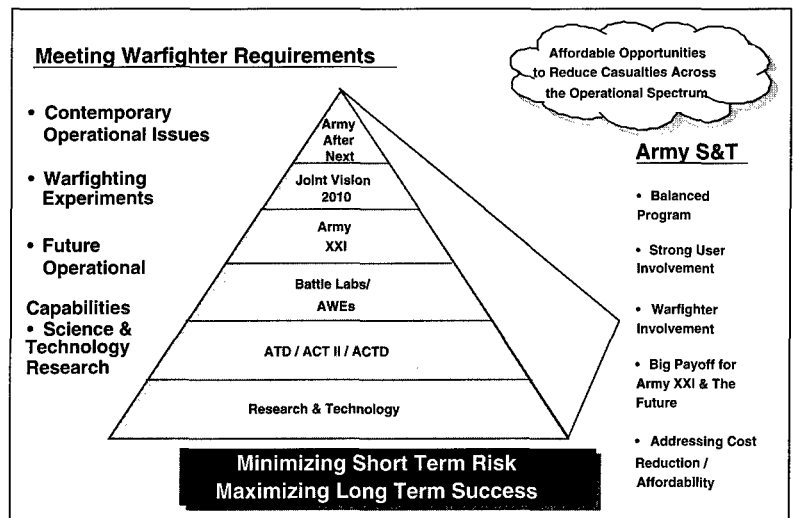 Meeting Warfighter Requirements
• Contemporary
Operational Issues
• Warfighting
Experiments
• Future
Operational
Capabilities
• Science &
Technology
Research
Army
After
Next
Joint Vision
2010
Army
XXI
Battle Labs/
AWEs
ATD / ACT II / ACTD
Research & Technology
Affordable Opportunities
to Reduce Casualties Across
the Operational Spectrum
Army S&T
• Balanced
Program
• Strong User
Involvement
• Warfighter
Involvement
• Big Payoff for
Army XXI & The
Future
• Addressing Cost
Reduction /
Affordability
Minimizing Short Term Risk
Maximizing Long Term Success